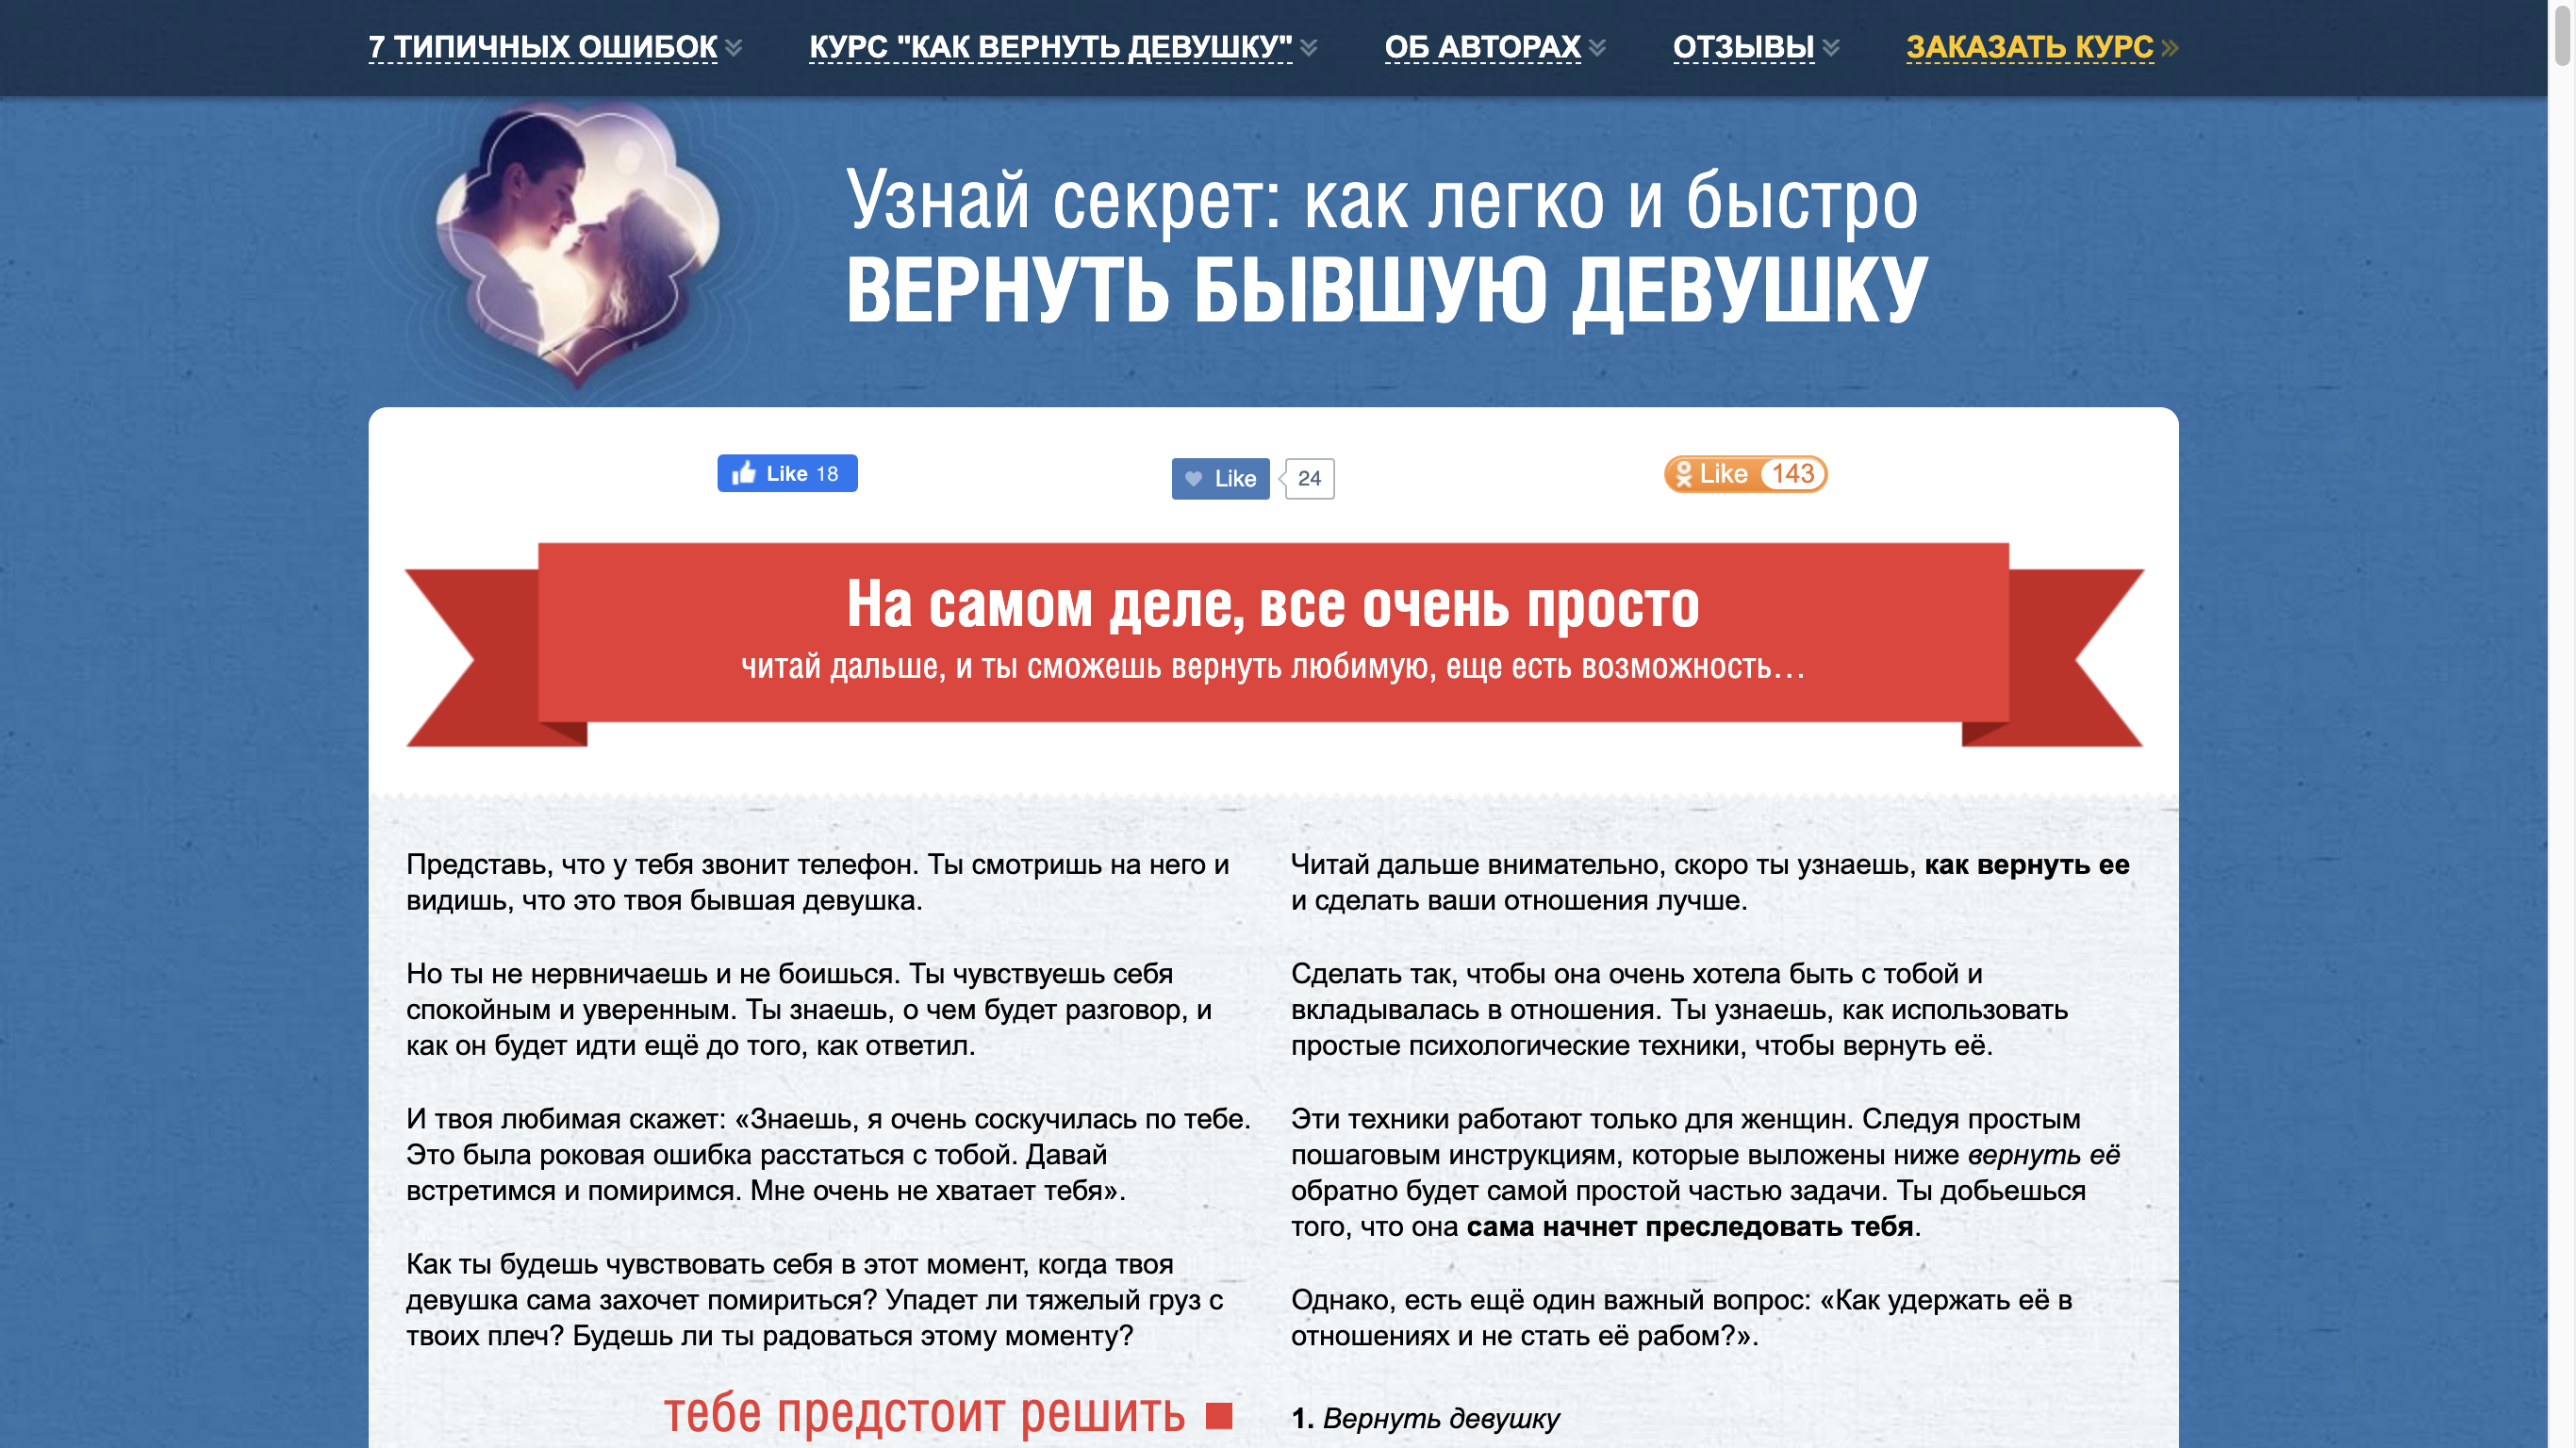 7 ТИПИЧНЫХ ОШИБОК
КУРС "КАК ВЕРНУТЬ ДЕВУШКУ"
ОБ АВТОРАХ
ОТЗЫВЫ
ЗАКАЗАТЬ КУРС
Узнай секрет: как легко и быстро
ВЕРНУТЬ БЫВШУЮ ДЕВУШКУ
Like 18
Like 24
Like 143
На самом деле, все очень просто
читай дальше, и ты сможешь вернуть любимую, еще есть возможность…
Представь, что у тебя звонит телефон. Ты смотришь на него и
видишь, что это твоя бывшая девушка.
Но ты не нервничаешь и не боишься. Ты чувствуешь себя
спокойным и уверенным. Ты знаешь, о чем будет разговор, и
как он будет идти ещё до того, как ответил.
И твоя любимая скажет: «Знаешь, я очень соскучилась по тебе.
Это была роковая ошибка расстаться с тобой. Давай
встретимся и помиримся. Мне очень не хватает тебя».
Как ты будешь чувствовать себя в этот момент, когда твоя
девушка сама захочет помириться? Упадет ли тяжелый груз с
твоих плеч? Будешь ли ты радоваться этому моменту?
тебе предстоит решить
Читай дальше внимательно, скоро ты узнаешь, как вернуть ее
и сделать ваши отношения лучше.
Сделать так, чтобы она очень хотела быть с тобой и
вкладывалась в отношения. Ты узнаешь, как использовать
простые психологические техники, чтобы вернуть её.
Эти техники работают только для женщин. Следуя простым
пошаговым инструкциям, которые выложены ниже вернуть её
обратно будет самой простой частью задачи. Ты добьешься
того, что она сама начнет преследовать тебя.
Однако, есть ещё один важный вопрос: «Как удержать её в
отношениях и не стать её рабом?».
1. Вернуть девушку